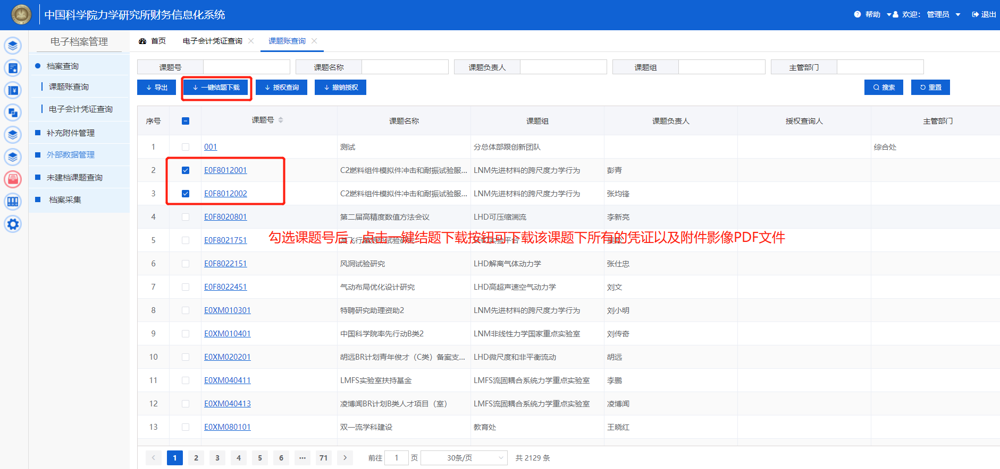 中国科学院力学研究所财务信息化系统
帮助 欢迎： 管理员 退出
电子档案管理
档案查询
课题账查询
电子会计凭证查询
补充附件管理
外部数据管理
未建档课题查询
档案采集
首页 电子会计凭证查询 课题账查询
课题号 课题名称 课题负责人 课题组 主管部门
导出 一键结题下载 授权查询 撤销授权 搜索 重置
序号 课题号 课题名称 课题组 课题负责人 授权查询人 主管部门
1 001 测试 分总体部跟创新团队 综合处
2 E0F8012001 C2燃料组件模拟件冲击和耐振试验服... LNM先进材料的跨尺度力学行为 彭青
3 E0F8012002 C2燃料组件模拟件冲击和耐振试验服... LNM先进材料的跨尺度力学行为 张均锋
4 E0F8020801 第二届高精度数值方法会议 LHD可压缩湍流 李新亮
勾选课题号后，点击一键结题下载按钮可下载该课题下所有的凭证以及附件影像PDF文件
5 E0F8021751
6 E0F8022151 风洞试验研究 LHD解离气体动力学 张仕忠
7 E0F8022451 气动布局优化设计研究 LHD高超声速空气动力学 刘文
8 E0XM010301 特聘研究助理资助2 LNM先进材料的跨尺度力学行为 刘小明
9 E0XM010401 中国科学院率先行动B类2 LNM非线性力学国家重点实验室 刘传奇
10 E0XM020201 胡远BR计划青年俊才（C类）备案支... LHD微尺度和非平衡流动 胡远
11 E0XM040411 LMFS实验室扶持基金 LMFS流固耦合系统力学重点实验室 李鹏
12 E0XM040413 凌博闻BR计划B类人才项目（室） LMFS流固耦合系统力学重点实验室 凌博闻
13 E0XM080101 双一流学科建设 教育处 王晓红
1 2 3 4 5 6 ... 71 前往 1 页 30条/页 共 2129 条